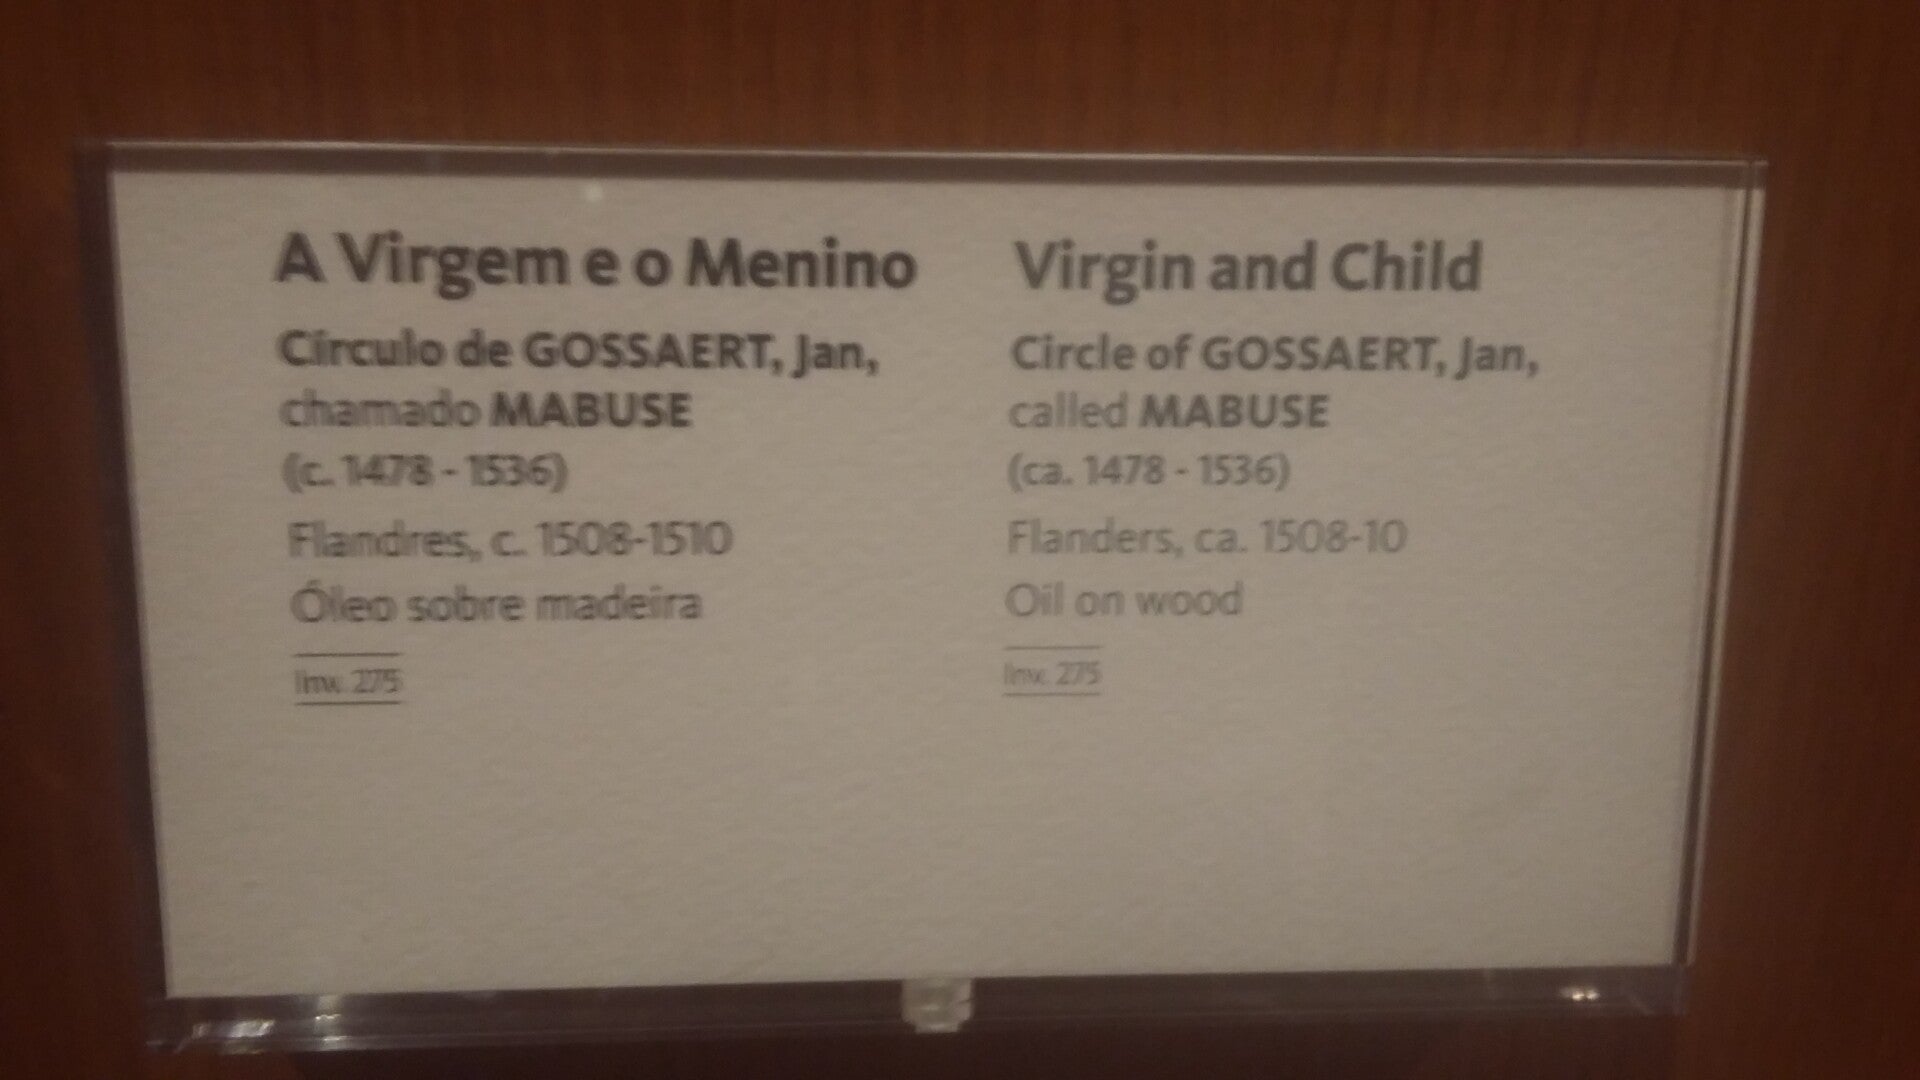 A Virgem e o Menino
Círculo de GOSSAERT, Jan,
chamado MABUSE
(c. 1478 - 1536)
Flandres, c. 1508-1510
Óleo sobre madeira
Inv. 275
Virgin and Child
Circle of GOSSAERT, Jan,
called MABUSE
(ca. 1478 - 1536)
Flanders, ca. 1508-10
Oil on wood
Inv. 275